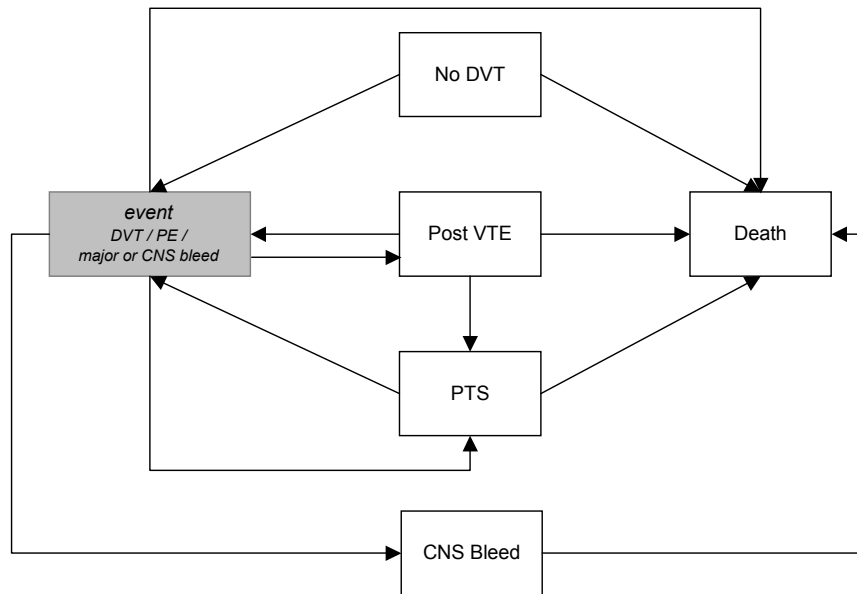 No DVT
event
DVT / PE /
major or CNS bleed
Post VTE
Death
PTS
CNS Bleed